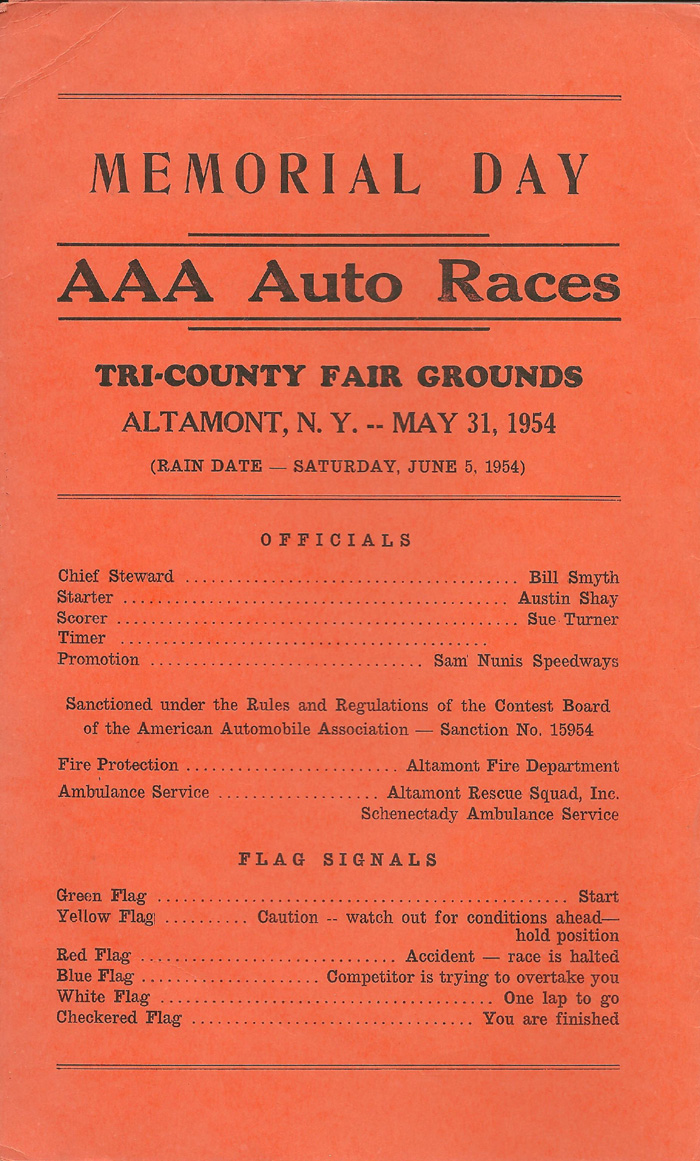 MEMORIAL DAY
AAA Auto Races
TRI-COUNTY FAIR GROUNDS
ALTAMONT, N. Y. -- MAY 31, 1954
(RAIN DATE — SATURDAY, JUNE 5, 1954)
OFFICIALS
Chief Steward ...................................... Bill Smyth
Starter ............................................ Austin Shay
Scorer .............................................. Sue Turner
Timer ..........................................
Promotion ............................... Sam Nunis Speedways
Sanctioned under the Rules and Regulations of the Contest Board
of the American Automobile Association — Sanction No. 15954
Fire Protection ........................ Altamont Fire Department
Ambulance Service .................. Altamont Rescue Squad, Inc.
Schenectady Ambulance Service
FLAG SIGNALS
Green Flag ............................................... Start
Yellow Flag .......... Caution -- watch out for conditions ahead—
hold position
Red Flag .............................. Accident — race is halted
Blue Flag .................... Competitor is trying to overtake you
White Flag ...................................... One lap to go
Checkered Flag ................................ You are finished